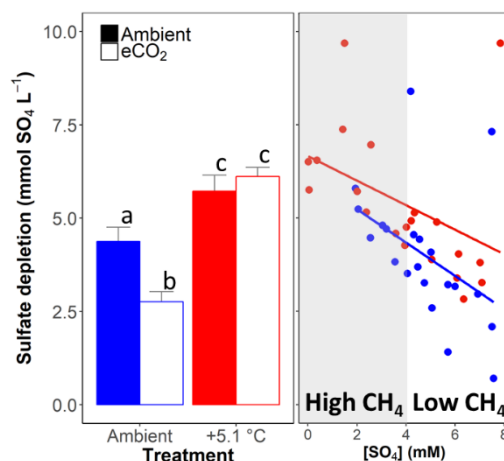 Sulfate depletion (mmol SO₄ L⁻¹)
10.0
7.5
5.0
2.5
0.0
Ambient
eCO₂
a
b
c
c
Ambient +5.1 °C
Treatment
High CH₄ Low CH₄
0 2 4 6 8
[SO₄] (mM)